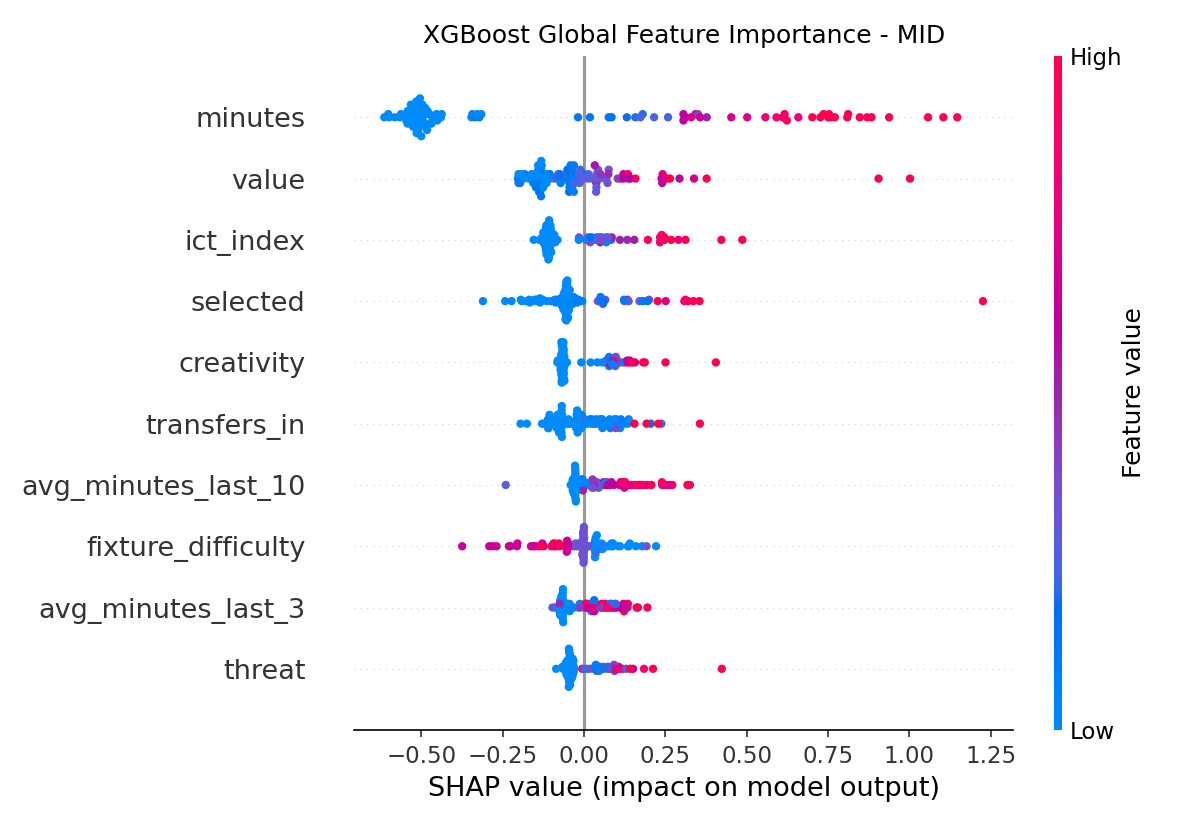 XGBoost Global Feature Importance - MID
High
minutes
value
ict_index
selected
creativity
transfers_in
avg_minutes_last_10
fixture_difficulty
avg_minutes_last_3
threat
Feature value
Low
−0.50 −0.25 0.00 0.25 0.50 0.75 1.00 1.25
SHAP value (impact on model output)